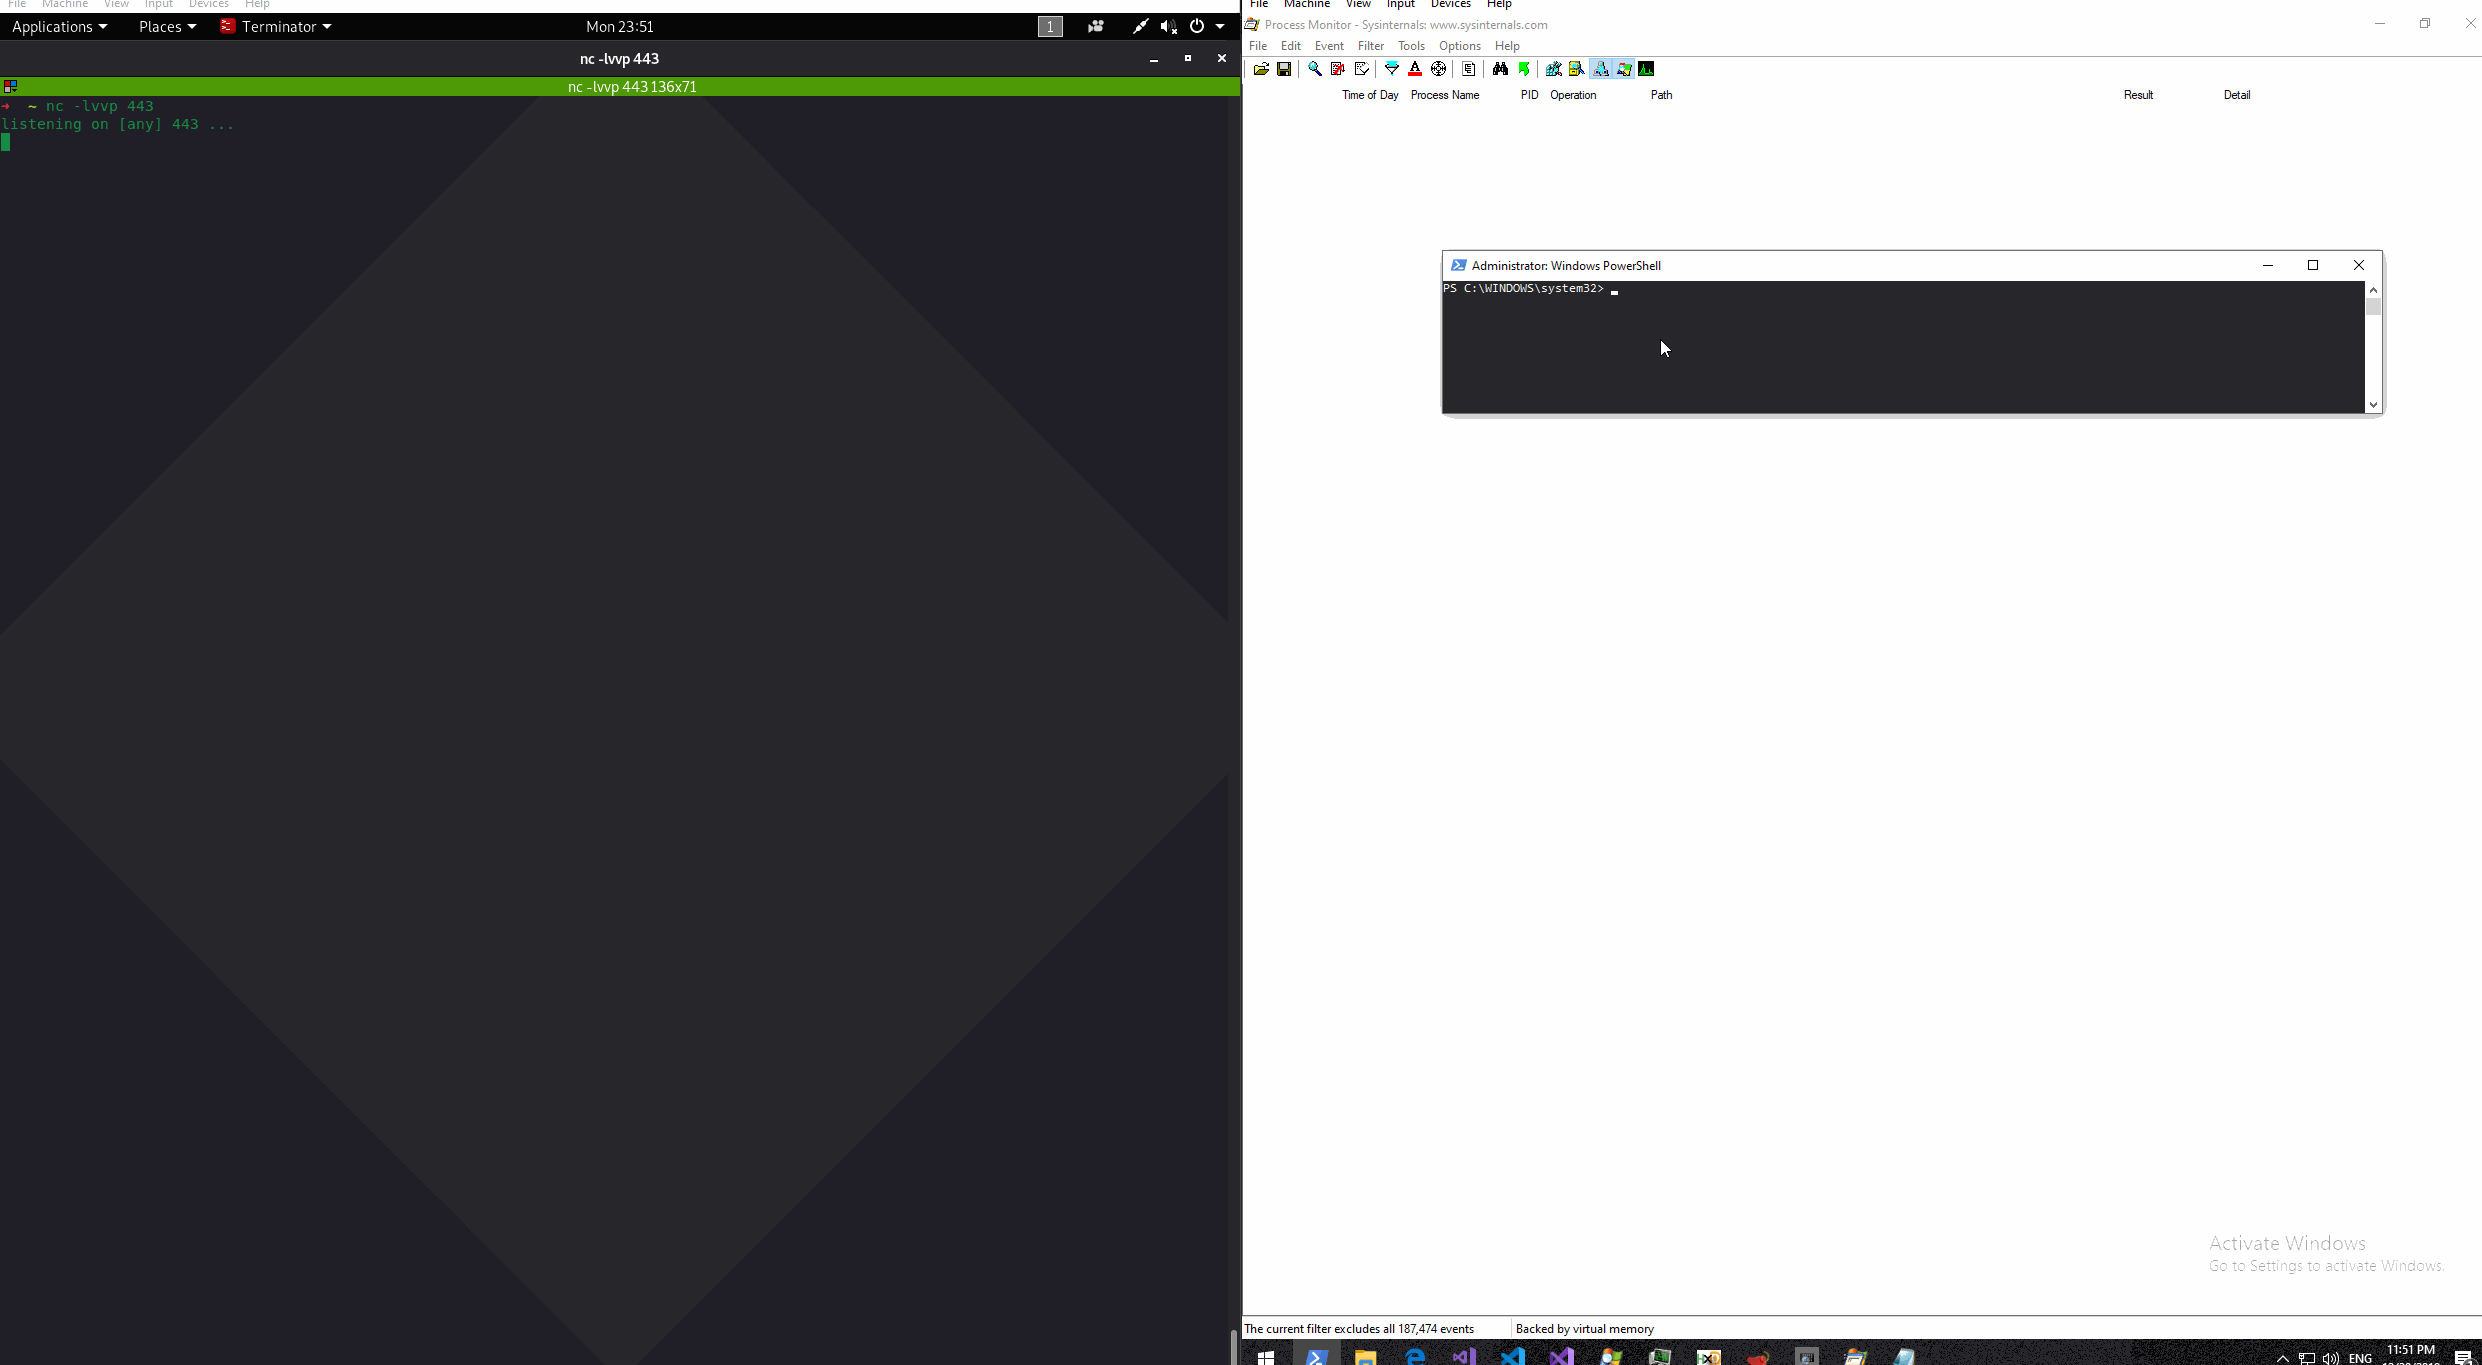 File Machine View Input Devices Help
Applications Places Terminator Mon 23:51 1
nc -lvvp 443
nc -lvvp 443 136x71
➜ ~ nc -lvvp 443
listening on [any] 443 ...
File Machine View Input Devices Help
Process Monitor - Sysinternals: www.sysinternals.com
File Edit Event Filter Tools Options Help
Time of Day Process Name PID Operation Path Result Detail
Administrator: Windows PowerShell
PS C:\WINDOWS\system32>
Activate Windows
Go to Settings to activate Windows.
The current filter excludes all 187,474 events Backed by virtual memory
ENG 11:51 PM